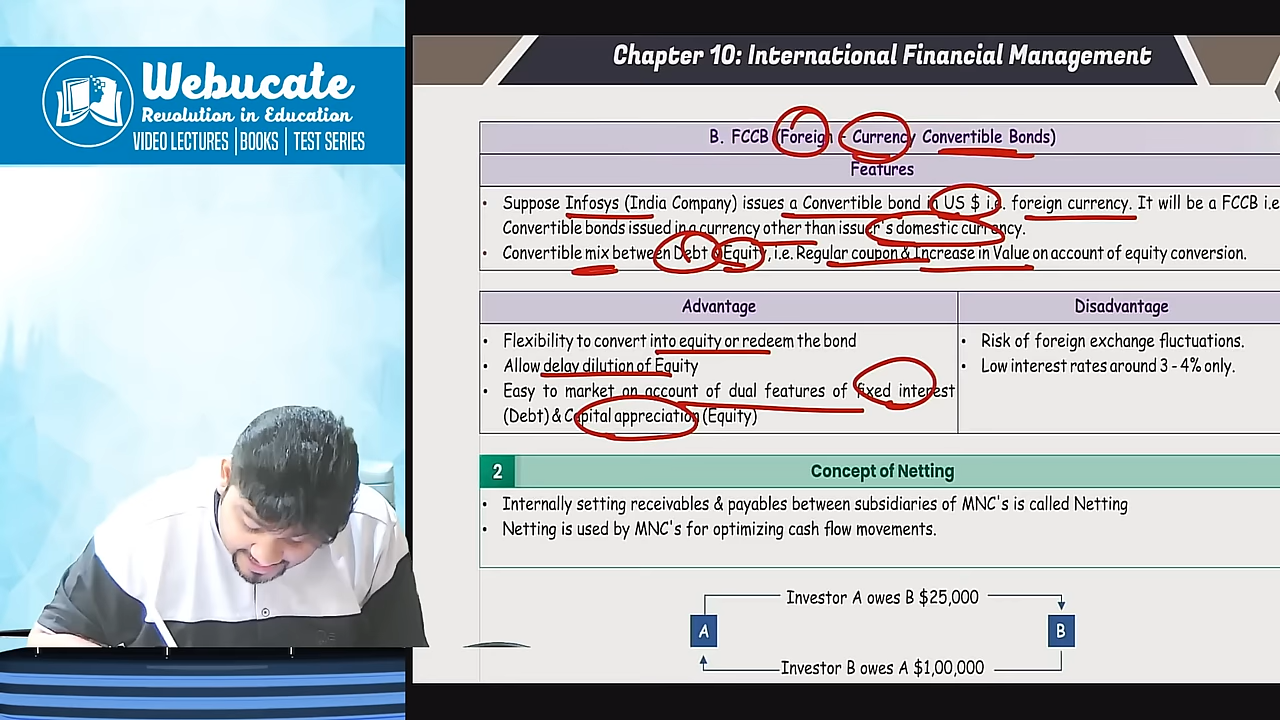 Webucate
Revolution in Education
VIDEO LECTURES | BOOKS | TEST SERIES
Chapter 10: International Financial Management
B. FCCB (Foreign - Currency Convertible Bonds)
Features
• Suppose Infosys (India Company) issues a Convertible bond in US $ i.e. foreign currency. It will be a FCCB i.e
Convertible bonds issued in a currency other than issuer's domestic currency.
• Convertible mix between Debt & Equity, i.e. Regular coupon & Increase in Value on account of equity conversion.
Advantage
• Flexibility to convert into equity or redeem the bond
• Allow delay dilution of Equity
• Easy to market on account of dual features of fixed interest
(Debt) & Capital appreciation (Equity)
Disadvantage
• Risk of foreign exchange fluctuations.
• Low interest rates around 3 - 4% only.
2 Concept of Netting
• Internally setting receivables & payables between subsidiaries of MNC's is called Netting
• Netting is used by MNC's for optimizing cash flow movements.
Investor A owes B $25,000
A B
Investor B owes A $1,00,000